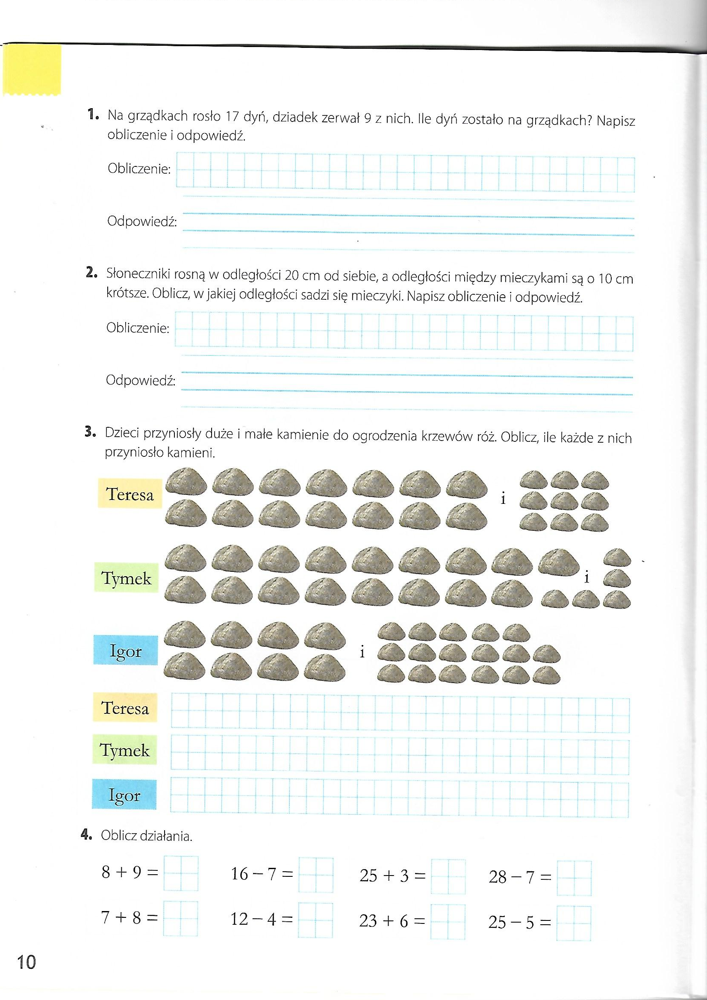 1. Na grządkach rosło 17 dyń, dziadek zerwał 9 z nich. Ile dyń zostało na grządkach? Napisz
obliczenie i odpowiedź.
Obliczenie:
Odpowiedź:
2. Słoneczniki rosną w odległości 20 cm od siebie, a odległości między mieczykami są o 10 cm
krótsze. Oblicz, w jakiej odległości sadzi się mieczyki. Napisz obliczenie i odpowiedź.
Obliczenie:
Odpowiedź:
3. Dzieci przyniosły duże i małe kamienie do ogrodzenia krzewów róż. Oblicz, ile każde z nich
przyniosło kamieni.
Teresa i
Tymek i
Igor i
Teresa
Tymek
Igor
4. Oblicz działania.
8 + 9 = 16 – 7 = 25 + 3 = 28 – 7 =
7 + 8 = 12 – 4 = 23 + 6 = 25 – 5 =
10